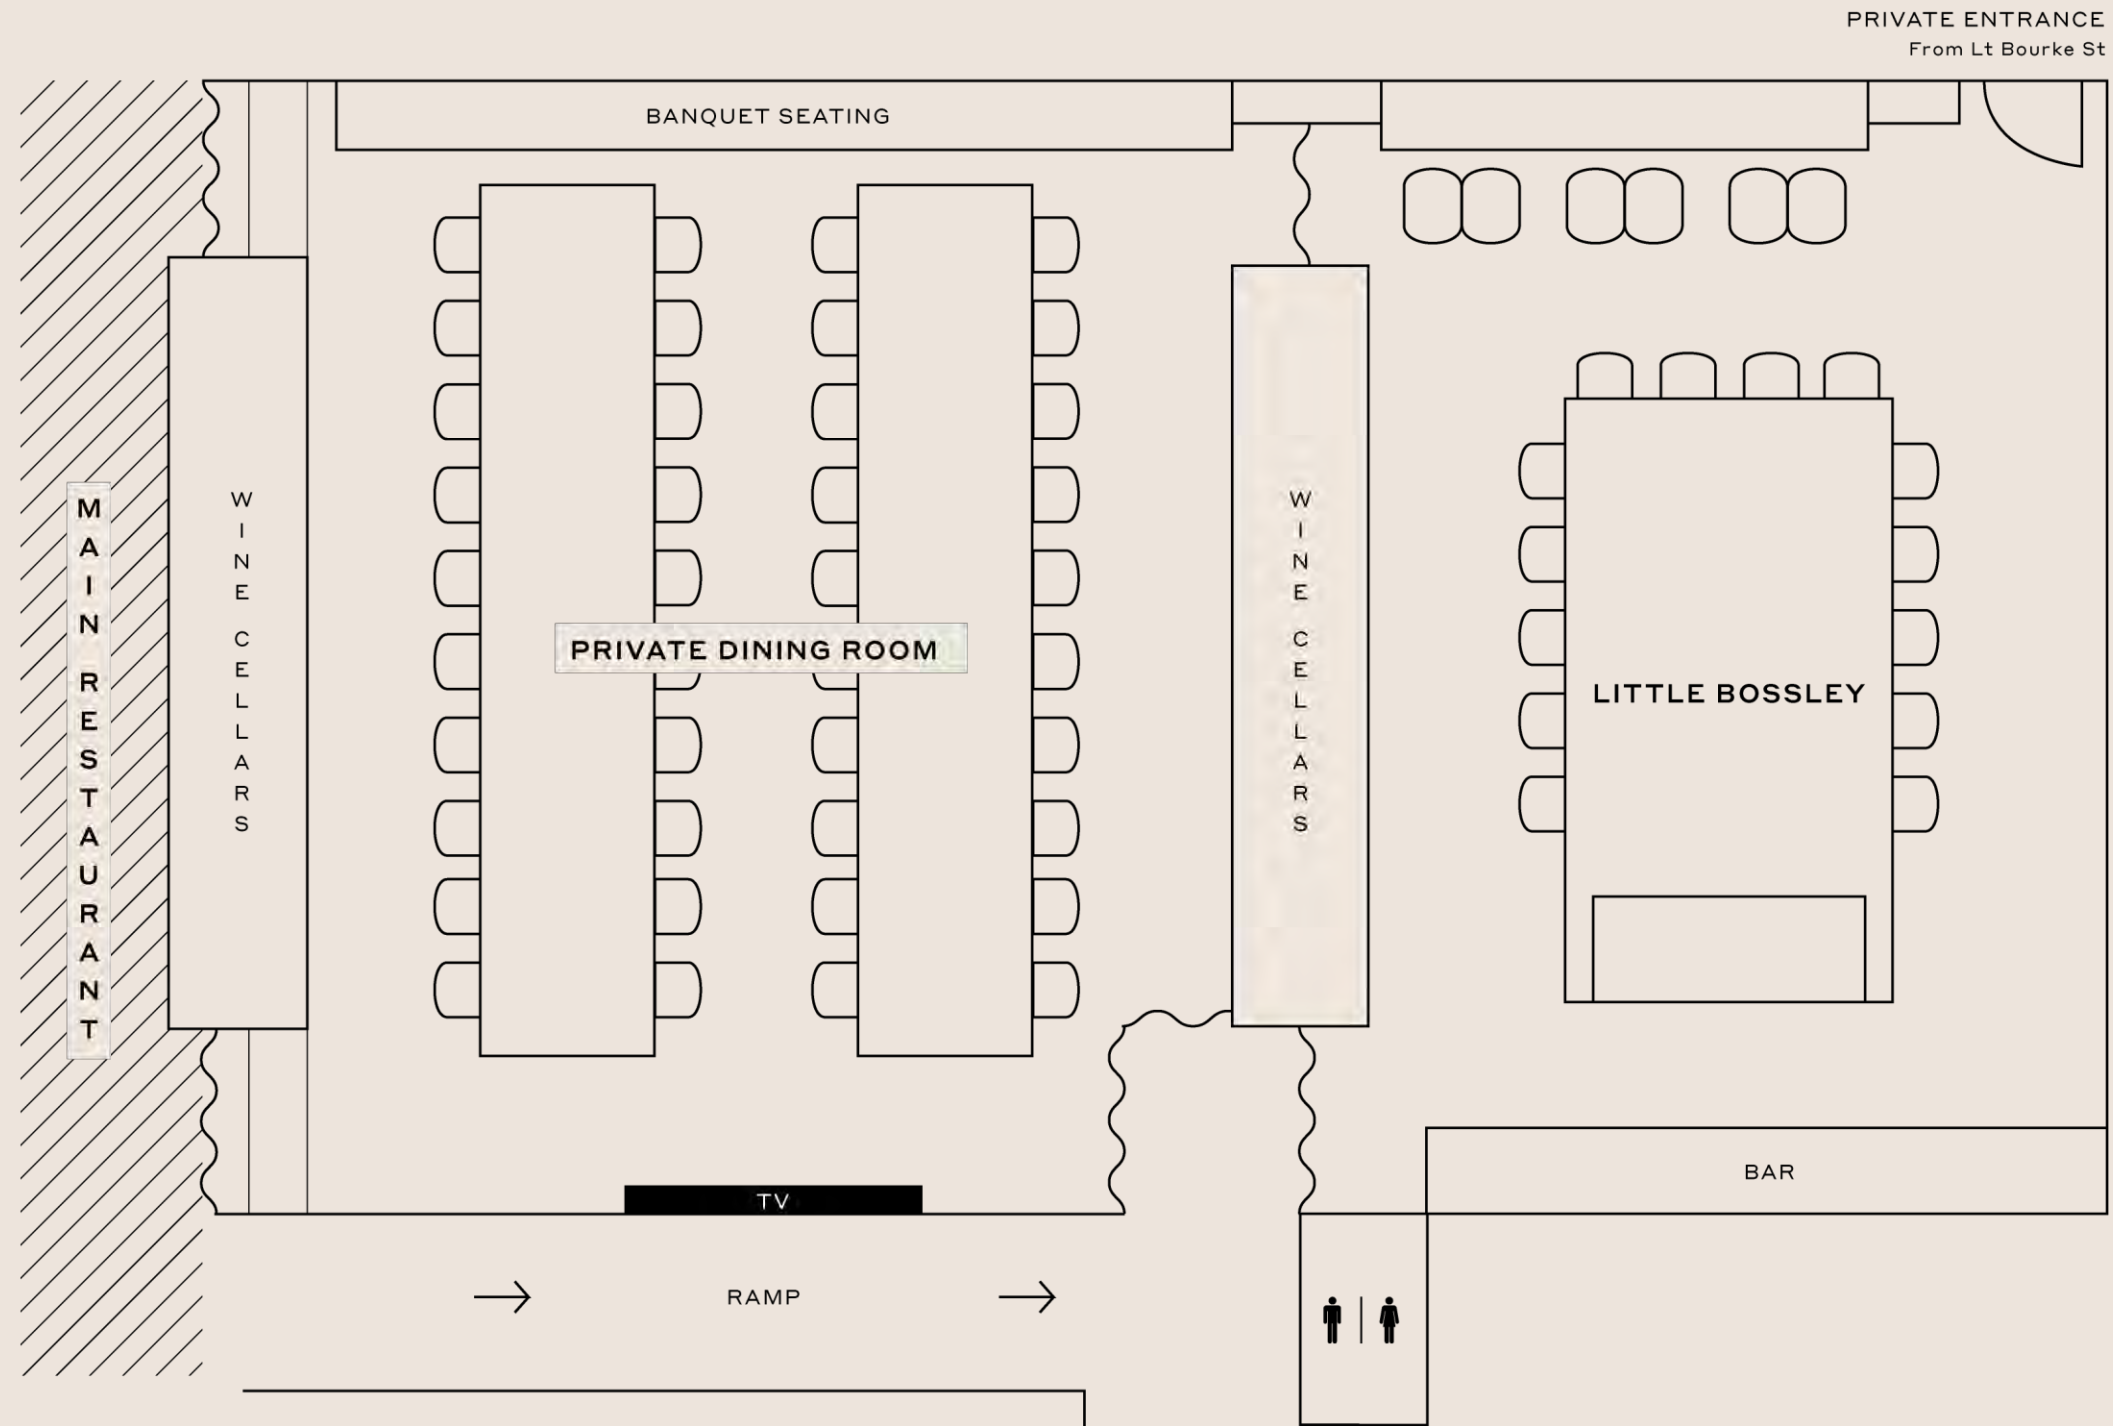 PRIVATE ENTRANCE
From Lt Bourke St
BANQUET SEATING
MAIN RESTAURANT
WINE CELLARS
PRIVATE DINING ROOM
WINE CELLARS
LITTLE BOSSLEY
BAR
TV
RAMP